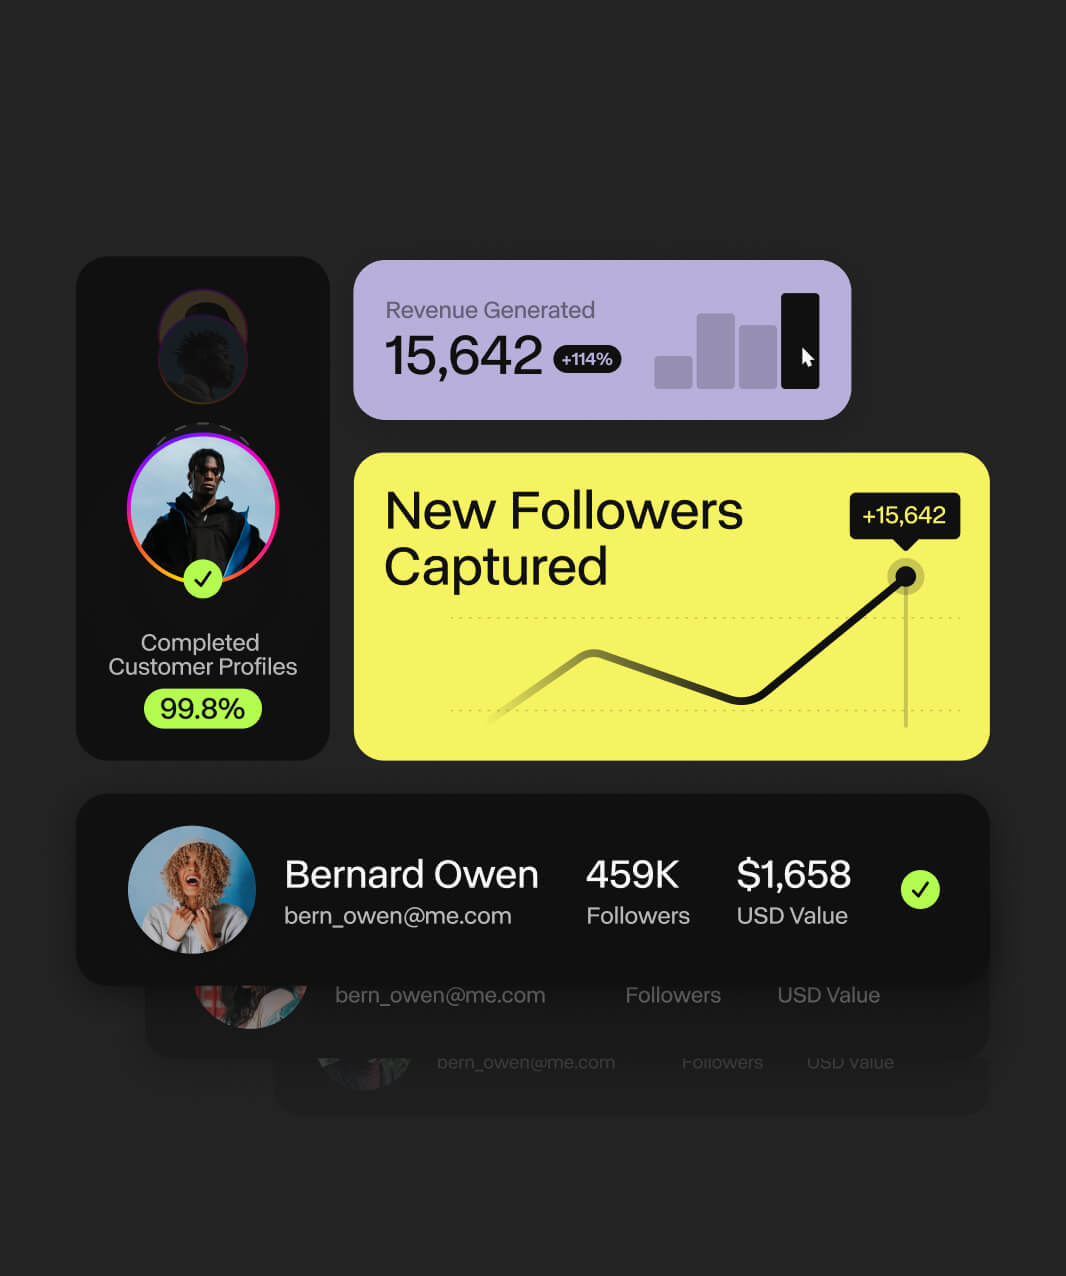 Revenue Generated
15,642 +114%
New Followers
Captured
+15,642
Completed
Customer Profiles
99.8%
Bernard Owen 459K $1,658
bern_owen@me.com Followers USD Value
bern_owen@me.com Followers USD Value
bern_owen@me.com Followers USD Value